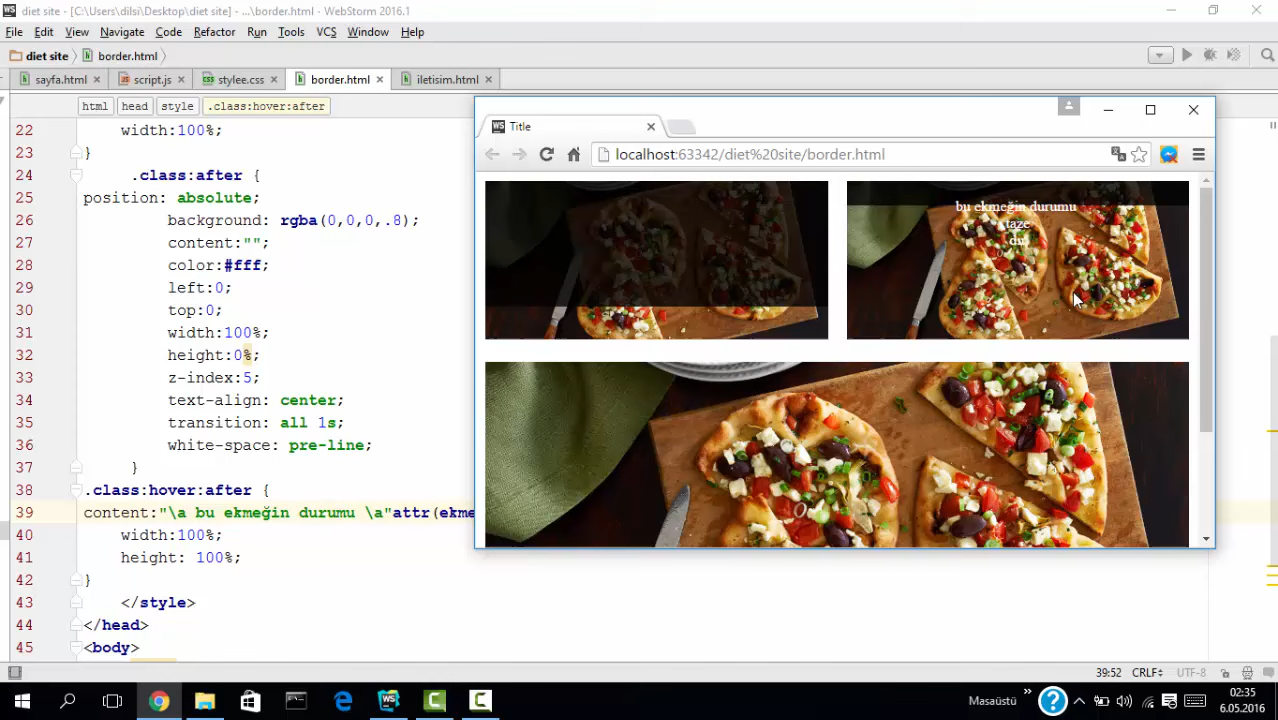 diet site - [C:\Users\dilsi\Desktop\diet site] - ...\border.html - WebStorm 2016.1
File Edit View Navigate Code Refactor Run Tools VCS Window Help
diet site border.html
sayfa.html script.js stylee.css border.html iletisim.html
html head style .class:hover:after
22 width:100%;
23 }
24 .class:after {
25 position: absolute;
26 background: rgba(0,0,0,.8);
27 content:"";
28 color:#fff;
29 left:0;
30 top:0;
31 width:100%;
32 height:0%;
33 z-index:5;
34 text-align: center;
35 transition: all 1s;
36 white-space: pre-line;
37 }
38 .class:hover:after {
39 content:"\a bu ekmeğin durumu \a"attr(ekme
40 width:100%;
41 height: 100%;
42 }
43 </style>
44 </head>
45 <body>
Title
localhost:63342/diet%20site/border.html
bu ekmeğin durumu
taze
39:52 CRLF UTF-8
Masaüstü
02:35
6.05.2016